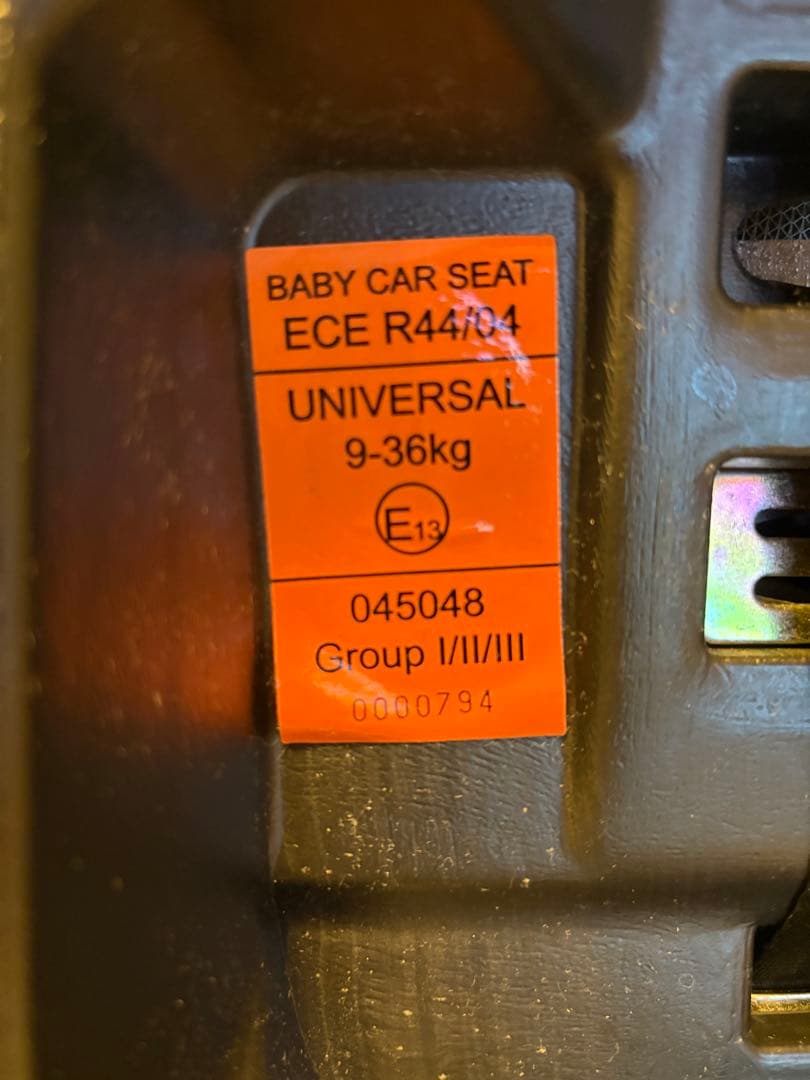 BABY CAR SEAT
ECE R44/04
UNIVERSAL
9-36kg
E13
045048
Group I/II/III
0000794